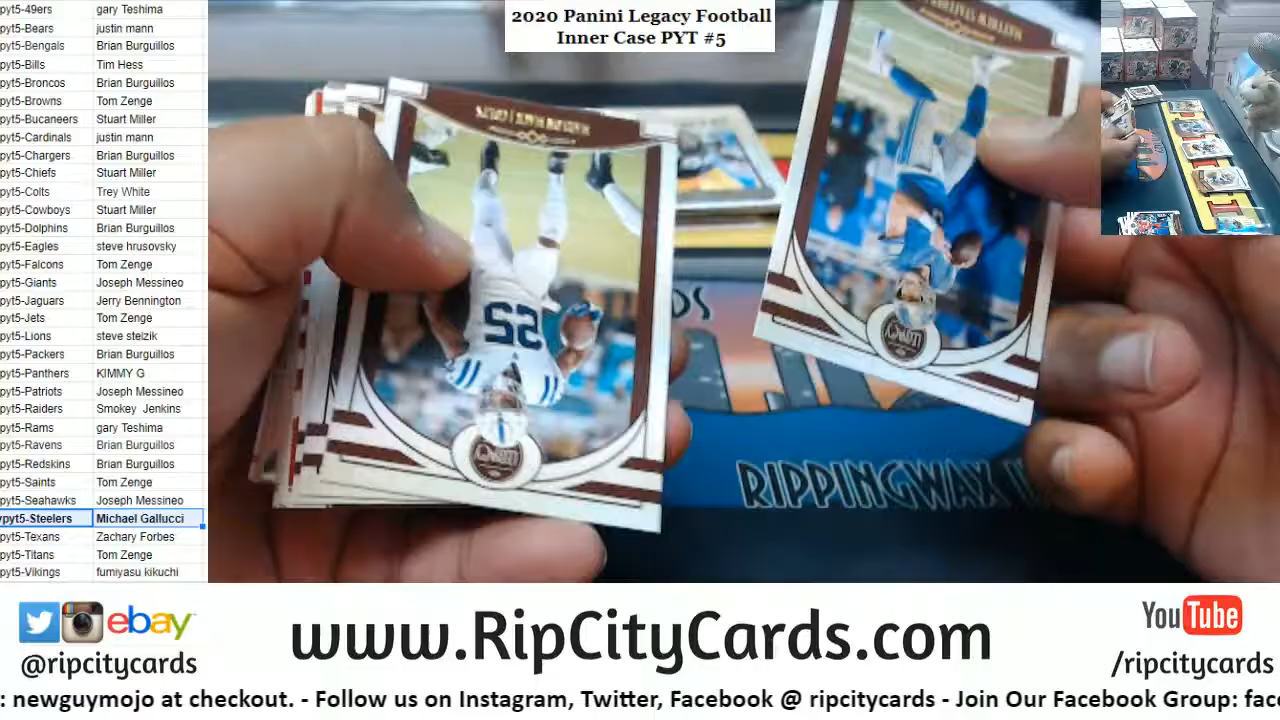 pyt5-49ers gary Teshima
pyt5-Bears justin mann
pyt5-Bengals Brian Burguillos
pyt5-Bills Tim Hess
pyt5-Broncos Brian Burguillos
pyt5-Browns Tom Zenge
pyt5-Bucaneers Stuart Miller
pyt5-Cardinals justin mann
pyt5-Chargers Brian Burguillos
pyt5-Chiefs Stuart Miller
pyt5-Colts Trey White
pyt5-Cowboys Stuart Miller
pyt5-Dolphins Brian Burguillos
pyt5-Eagles steve hrusovsky
pyt5-Falcons Tom Zenge
pyt5-Giants Joseph Messineo
pyt5-Jaguars Jerry Bennington
pyt5-Jets Tom Zenge
pyt5-Lions steve stelzik
pyt5-Packers Brian Burguillos
pyt5-Panthers KIMMY G
pyt5-Patriots Joseph Messineo
pyt5-Raiders Smokey Jenkins
pyt5-Rams gary Teshima
pyt5-Ravens Brian Burguillos
pyt5-Redskins Brian Burguillos
pyt5-Saints Tom Zenge
pyt5-Seahawks Joseph Messineo
pyt5-Steelers Michael Gallucci
pyt5-Texans Zachary Forbes
pyt5-Titans Tom Zenge
pyt5-Vikings fumiyasu kikuchi
2020 Panini Legacy Football
Inner Case PYT #5
MARLON MACK | COLTS
MATTHEW STAFFORD
25
RIPPINGWAX
ebay
@ripcitycards
www.RipCityCards.com
YouTube
/ripcitycards
: newguymojo at checkout. - Follow us on Instagram, Twitter, Facebook @ ripcitycards - Join Our Facebook Group: